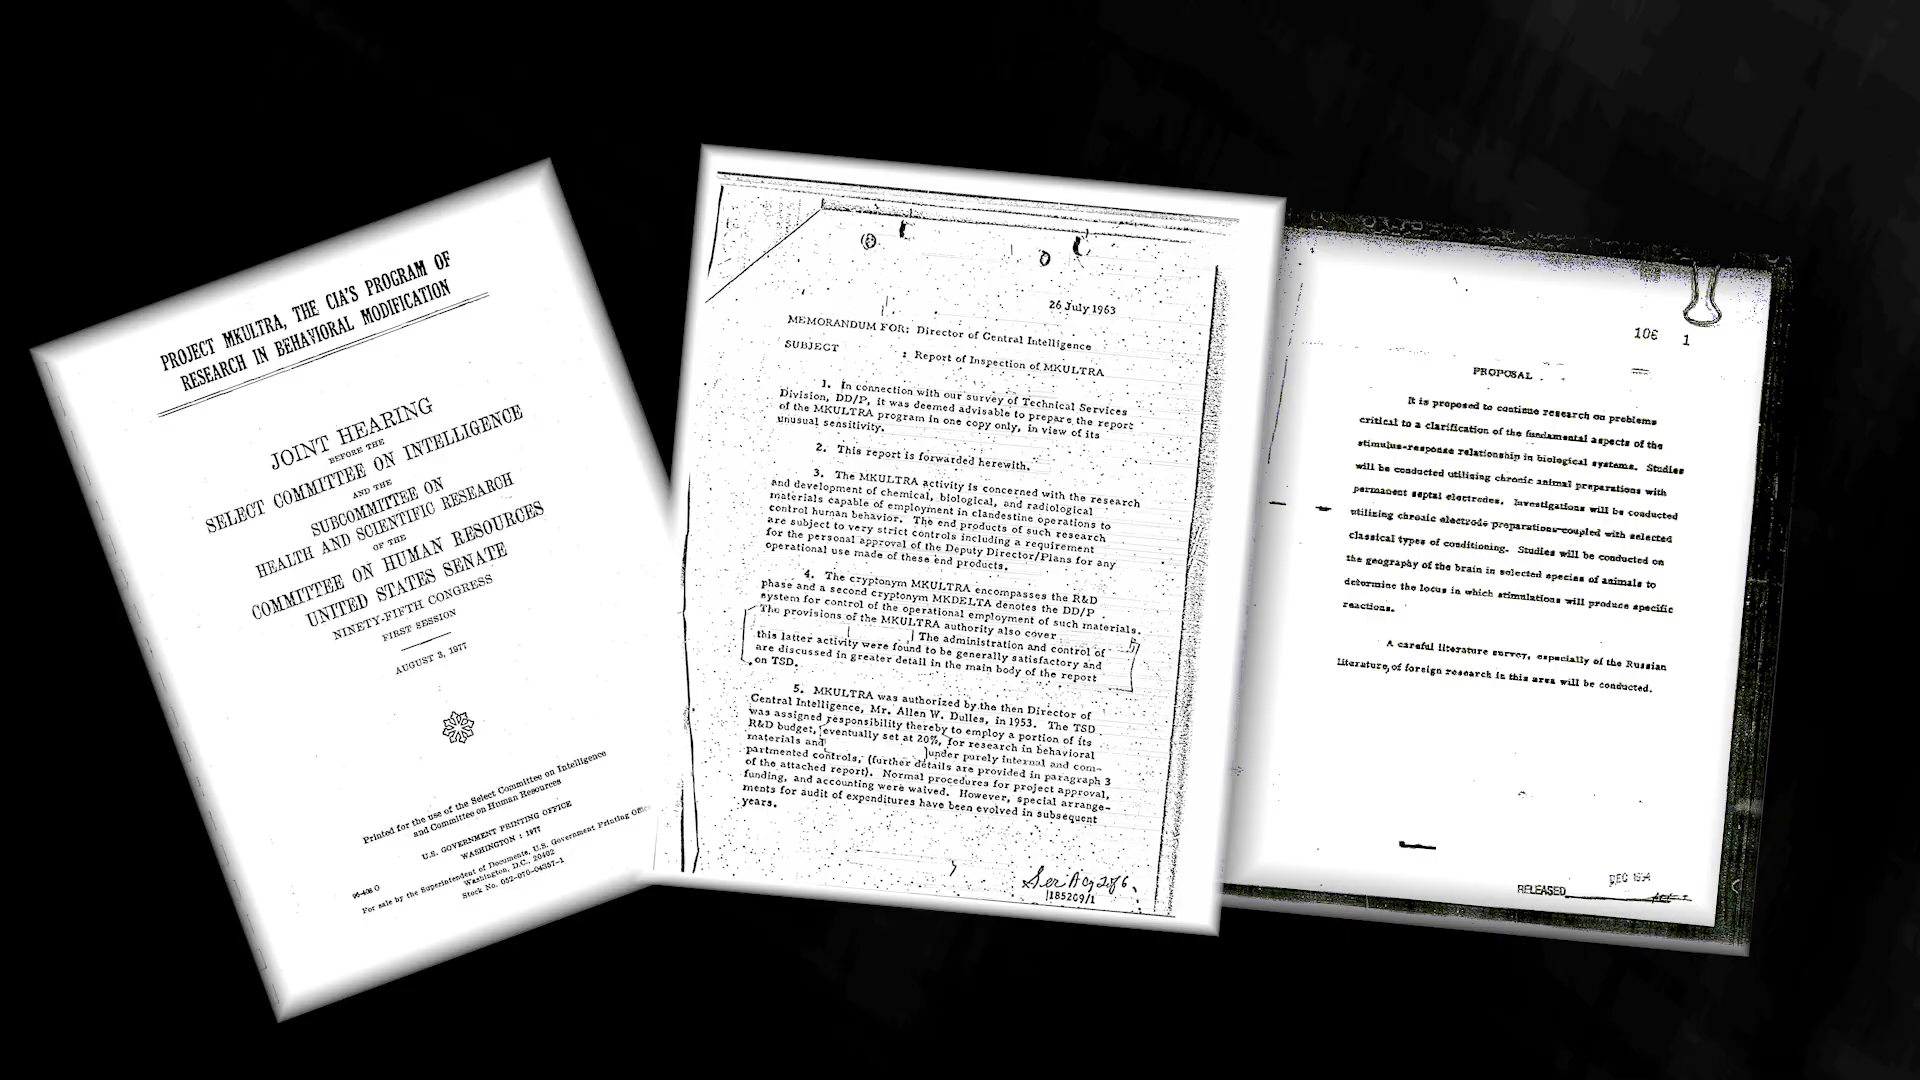 PROJECT MKULTRA, THE CIA'S PROGRAM OF
RESEARCH IN BEHAVIORAL MODIFICATION
JOINT HEARING
BEFORE THE
SELECT COMMITTEE ON INTELLIGENCE
AND THE
SUBCOMMITTEE ON
HEALTH AND SCIENTIFIC RESEARCH
OF THE
COMMITTEE ON HUMAN RESOURCES
UNITED STATES SENATE
NINETY-FIFTH CONGRESS
FIRST SESSION
AUGUST 3, 1977
Printed for the use of the Select Committee on Intelligence
and Committee on Human Resources
U.S. GOVERNMENT PRINTING OFFICE
WASHINGTON : 1977
96-408 O
For sale by the Superintendent of Documents, U.S. Government Printing Office
Washington, D.C., 20402
Stock No. 052-070-04357-1
26 July 1963
MEMORANDUM FOR: Director of Central Intelligence
SUBJECT : Report of Inspection of MKULTRA
1. In connection with our survey of Technical Services
Division, DD/P, it was deemed advisable to prepare the report
of the MKULTRA program in one copy only, in view of its
unusual sensitivity.
2. This report is forwarded herewith.
3. The MKULTRA activity is concerned with the research
and development of chemical, biological, and radiological
materials capable of employment in clandestine operations to
control human behavior. The end products of such research
are subject to very strict controls including a requirement
for the personal approval of the Deputy Director/Plans for any
operational use made of these end products.
4. The cryptonym MKULTRA encompasses the R&D
phase and a second cryptonym MKDELTA denotes the DD/P
system for control of the operational employment of such materials.
The provisions of the MKULTRA authority also cover
The administration and control of
this latter activity were found to be generally satisfactory and
are discussed in greater detail in the main body of the report
on TSD.
5. MKULTRA was authorized by the then Director of
Central Intelligence, Mr. Allen W. Dulles, in 1953. The TSD
was assigned responsibility thereby to employ a portion of its
R&D budget, eventually set at 20%, for research in behavioral
materials and under purely internal and com-
partmented controls, (further details are provided in paragraph 3
of the attached report). Normal procedures for project approval,
funding, and accounting were waived. However, special arrange-
ments for audit of expenditures have been evolved in subsequent
years.
185209/1
10€ 1
PROPOSAL
It is proposed to continue research on problems
critical to a clarification of the fundamental aspects of the
stimulus-response relationship in biological systems. Studies
will be conducted utilizing chronic animal preparations with
permanent septal electrodes. Investigations will be conducted
utilizing chronic electrode preparations coupled with selected
classical types of conditioning. Studies will be conducted on
the geography of the brain in selected species of animals to
determine the locus in which stimulations will produce specific
reactions.
A careful literature survey, especially of the Russian
literature, of foreign research in this area will be conducted.
RELEASED